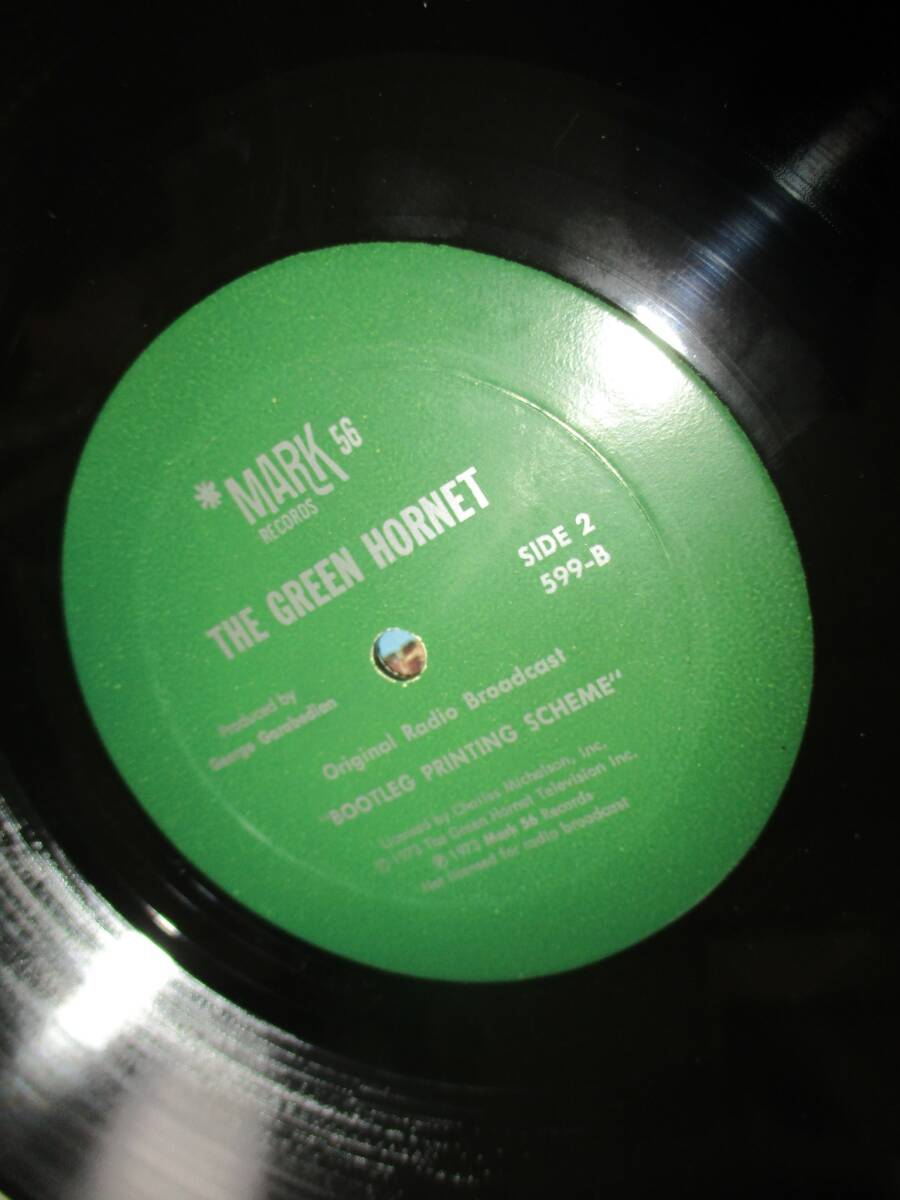 *MARK 56
RECORDS
THE GREEN HORNET
SIDE 2
599-B
Produced by
George Garabedian
Original Radio Broadcast
"BOOTLEG PRINTING SCHEME"
Licensed by Charles Michelson, Inc.
© 1973 The Green Hornet Television Inc.
℗ 1973 Mark 56 Records
Not licensed for radio broadcast